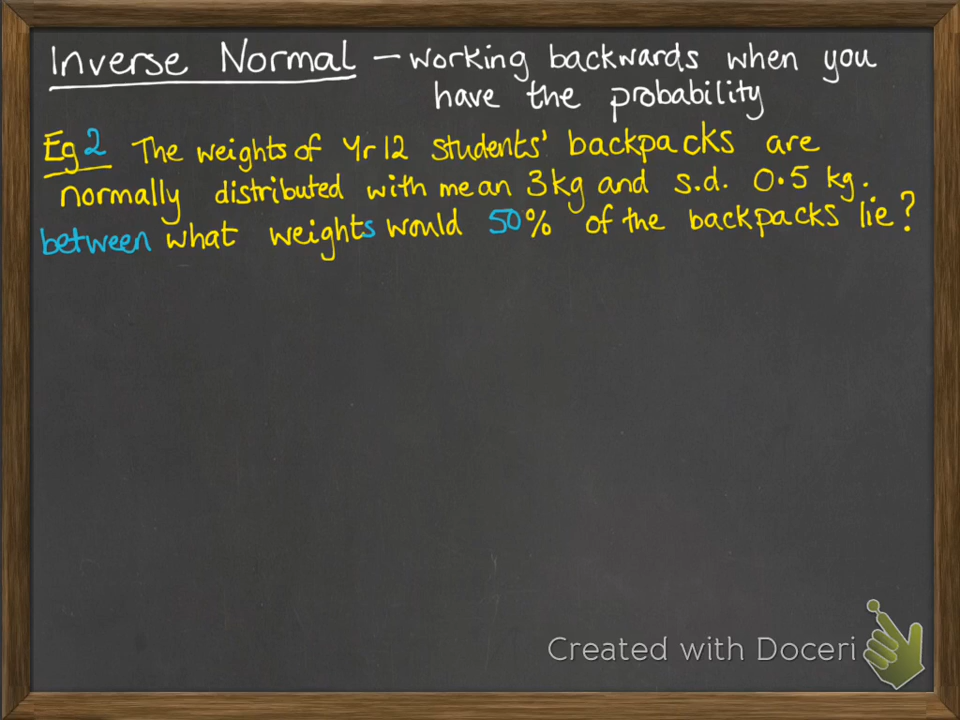 Inverse Normal – working backwards when you
have the probability
Eg 2 The weights of Yr 12 students' backpacks are
normally distributed with mean 3kg and s.d. 0.5 kg.
between what weights would 50% of the backpacks lie?
Created with Doceri